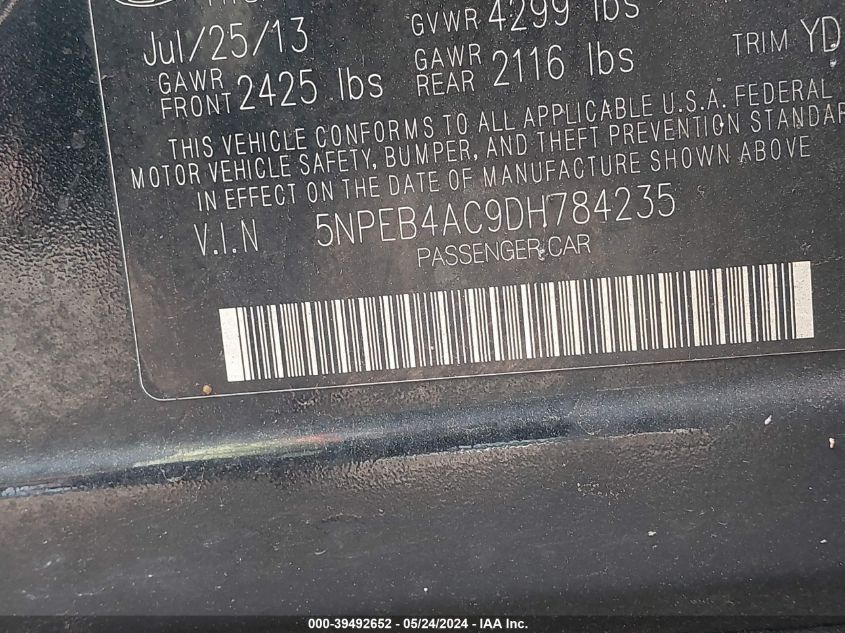 Jul/25/13 GVWR 4299 lbs
GAWR FRONT 2425 lbs GAWR REAR 2116 lbs TRIM YD
THIS VEHICLE CONFORMS TO ALL APPLICABLE U.S.A. FEDERAL
MOTOR VEHICLE SAFETY, BUMPER, AND THEFT PREVENTION STANDAR
IN EFFECT ON THE DATE OF MANUFACTURE SHOWN ABOVE
V.I.N 5NPEB4AC9DH784235
PASSENGER CAR
000-39492652 - 05/24/2024 - IAA Inc.